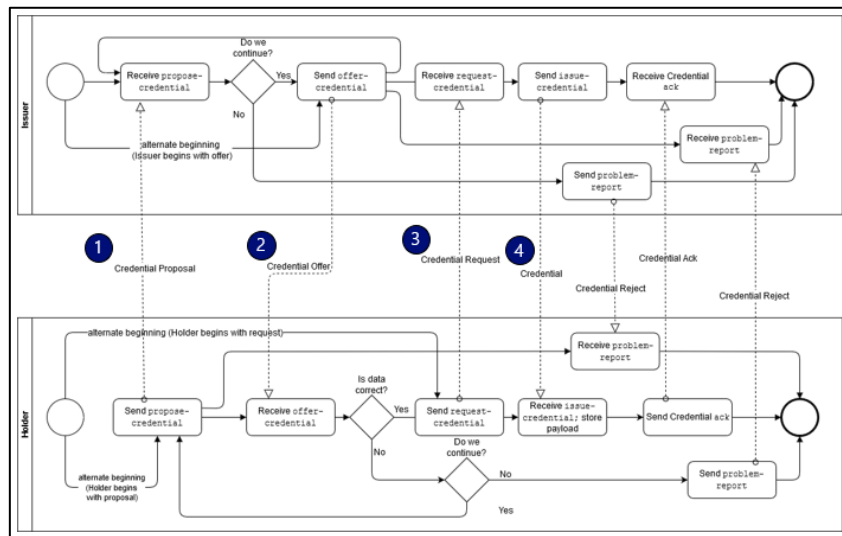 Issuer
Do we
continue?
Receive propose-
credential
Yes
No
Send offer-
credential
Receive request-
credential
Send issue-
credential
Receive Credential
ack
alternate beginning
(Issuer begins with offer)
Receive problem-
report
Send problem-
report
1
Credential Proposal
2
Credential Offer
3
Credential Request
4
Credential
Credential Reject
Credential Ack
Credential Reject
Holder
alternate beginning (Holder begins with request)
Receive problem-
report
Send propose-
credential
Receive offer-
credential
Is data
correct?
Yes
No
Send request-
credential
Receive issue-
credential; store
payload
Send Credential ack
Do we
continue?
No
Yes
Send problem-
report
alternate beginning
(Holder begins
with proposal)